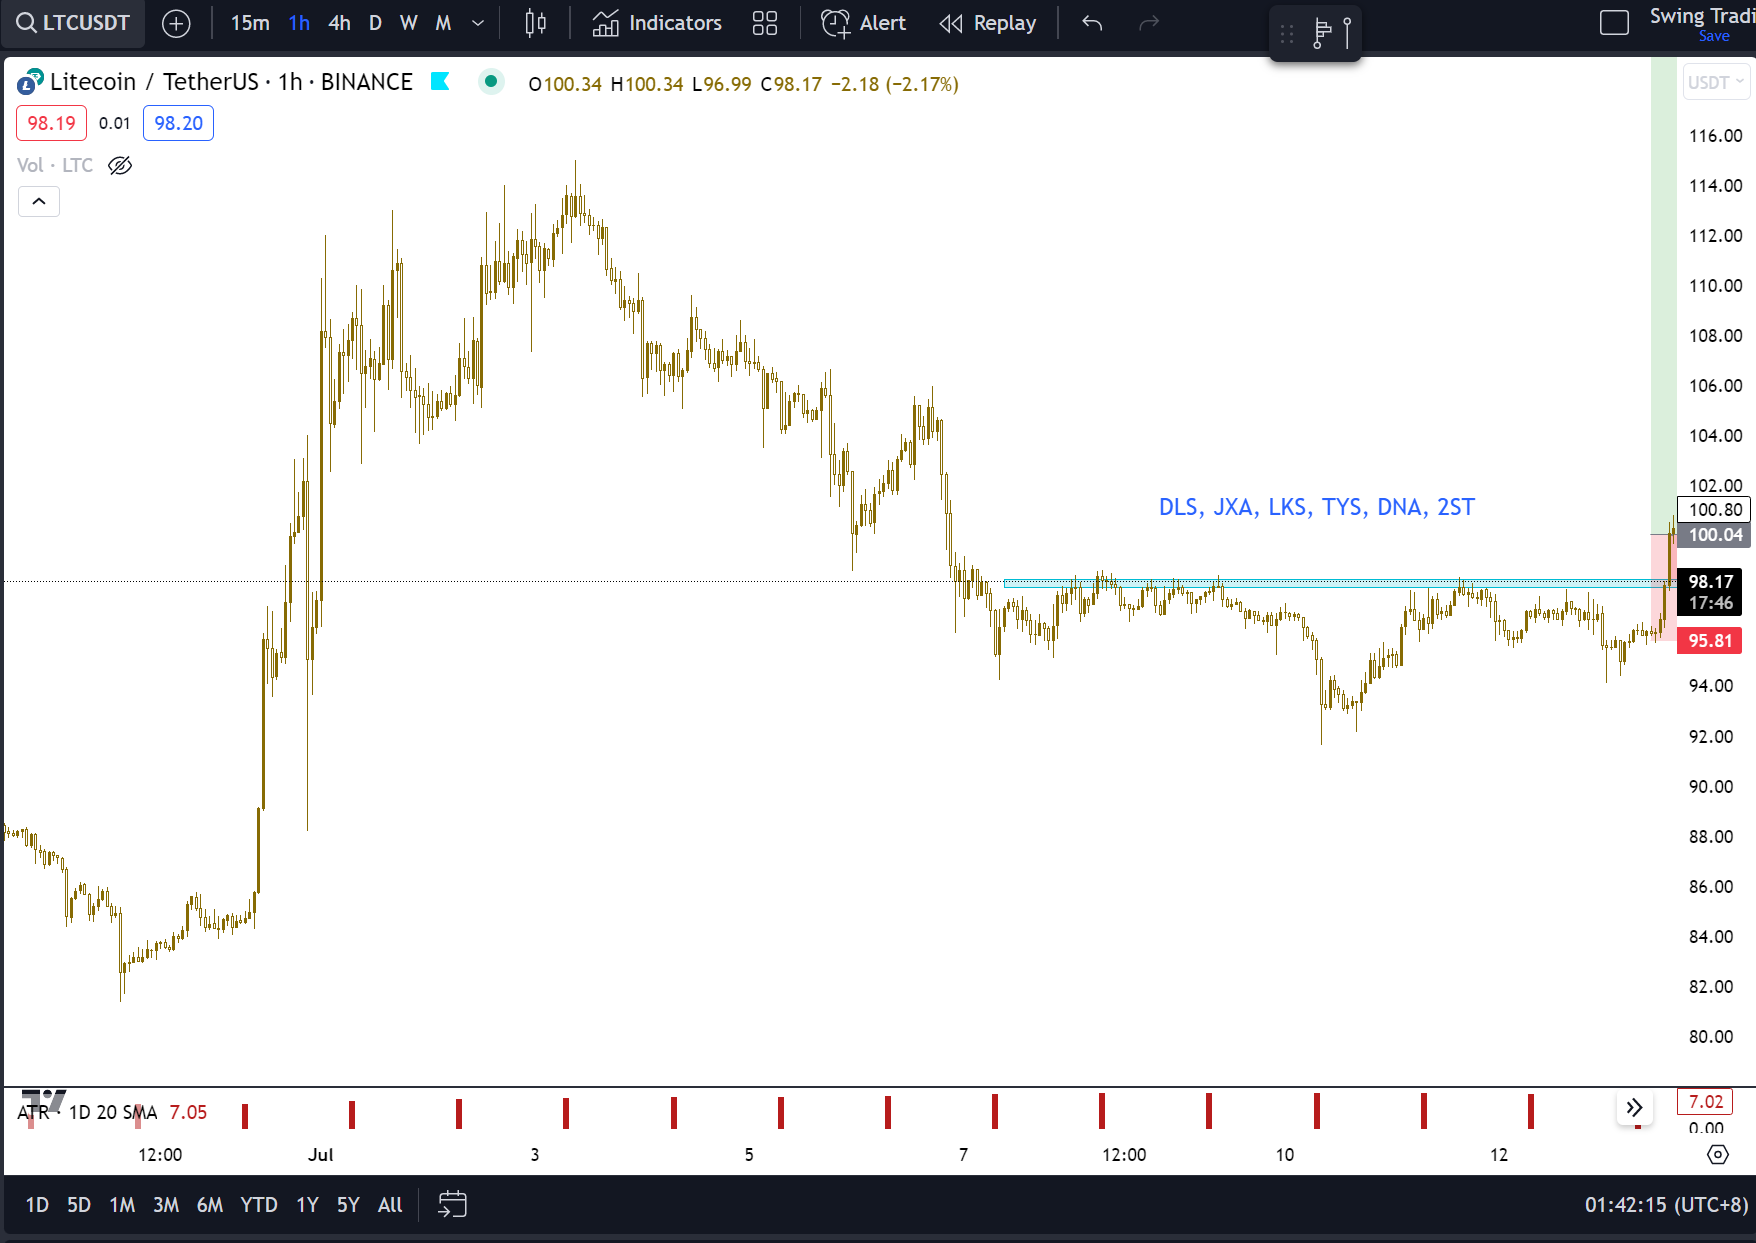 LTCUSDT 15m 1h 4h D W M Indicators Alert Replay Swing Tradi
Save
Litecoin / TetherUS · 1h · BINANCE O100.34 H100.34 L96.99 C98.17 −2.18 (−2.17%)
USDT
98.19 0.01 98.20
Vol · LTC
116.00
114.00
112.00
110.00
108.00
106.00
104.00
102.00
DLS, JXA, LKS, TYS, DNA, 2ST
100.80
100.04
98.17
17:46
95.81
94.00
92.00
90.00
88.00
86.00
84.00
82.00
80.00
ATR · 1D 20 SMA 7.05
7.02
0.00
12:00 Jul 3 5 7 12:00 10 12
1D 5D 1M 3M 6M YTD 1Y 5Y All 01:42:15 (UTC+8)